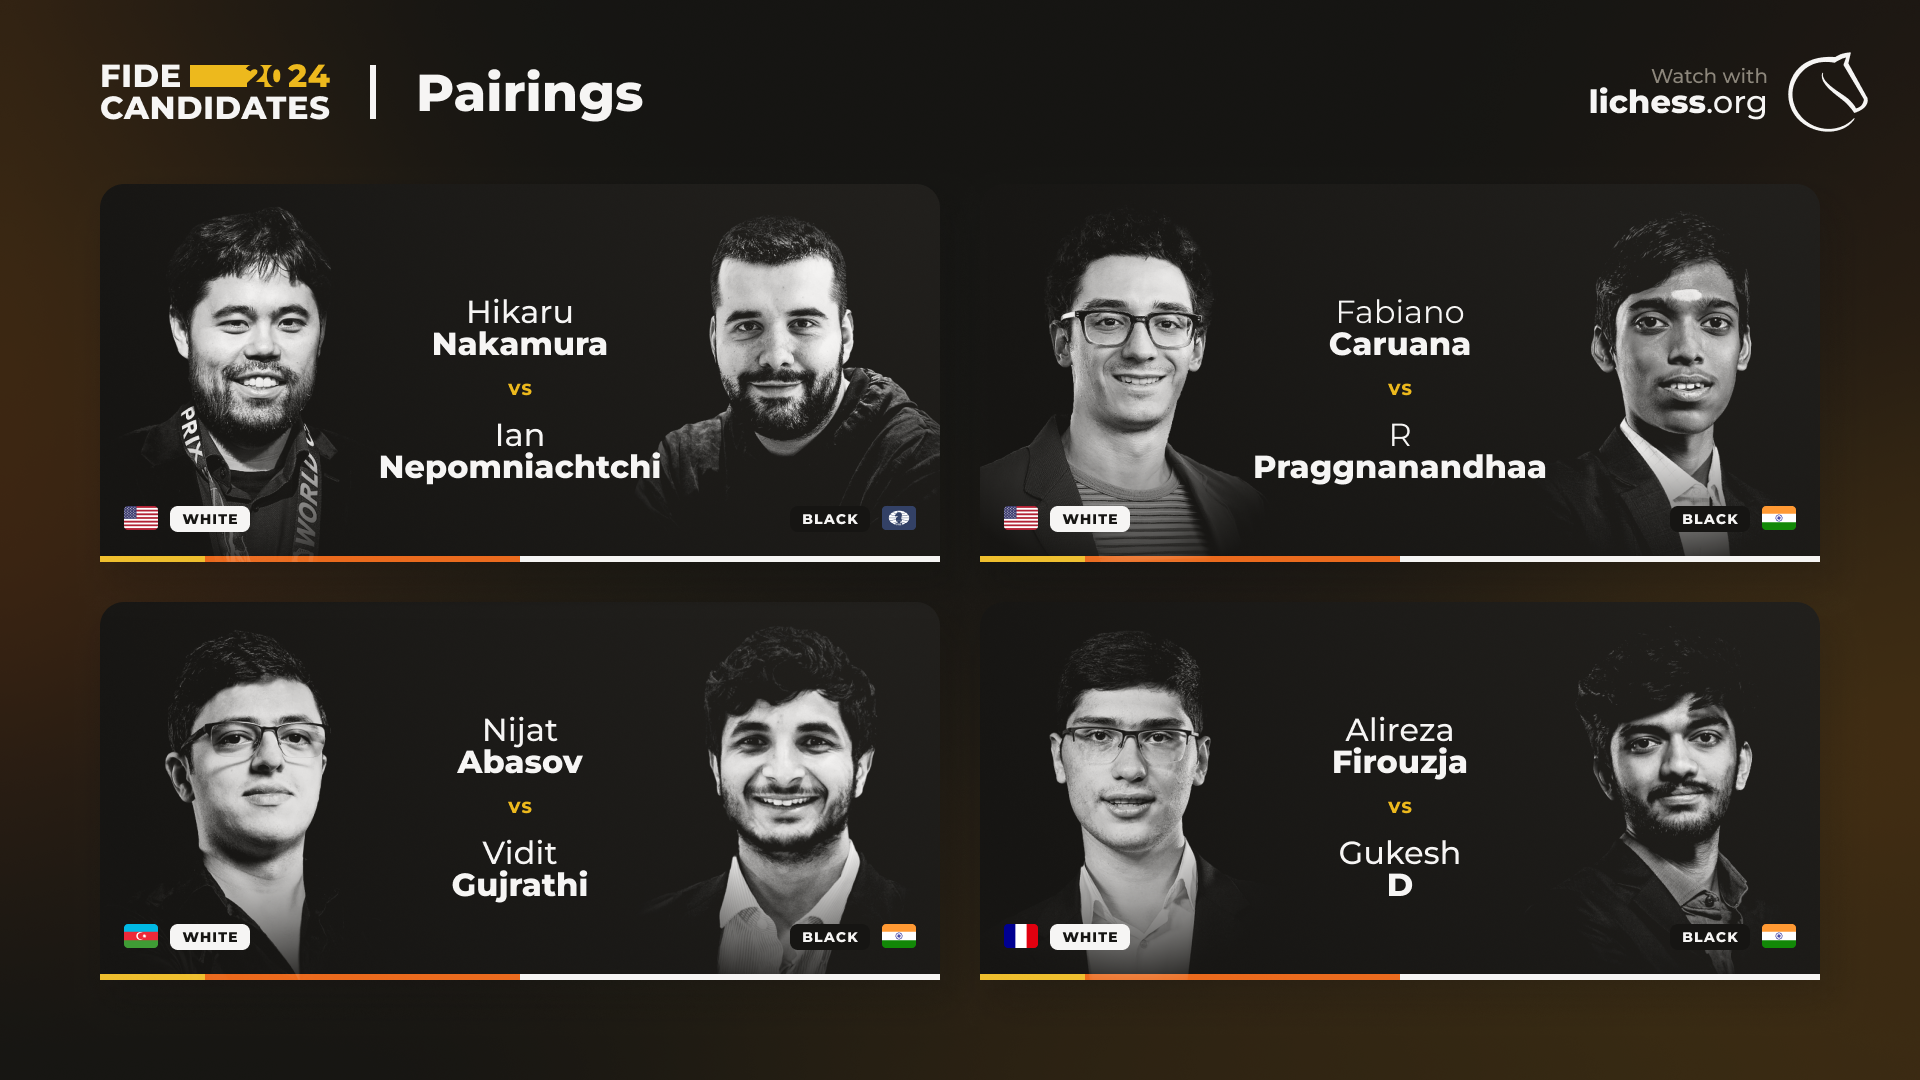 FIDE 2024
CANDIDATES
Pairings
Watch with
lichess.org
Hikaru
Nakamura
vs
Ian
Nepomniachtchi
PRIX
WORLD
WHITE
BLACK
Fabiano
Caruana
vs
R
Praggnanandhaa
WHITE
BLACK
Nijat
Abasov
vs
Vidit
Gujrathi
WHITE
BLACK
Alireza
Firouzja
vs
Gukesh
D
WHITE
BLACK